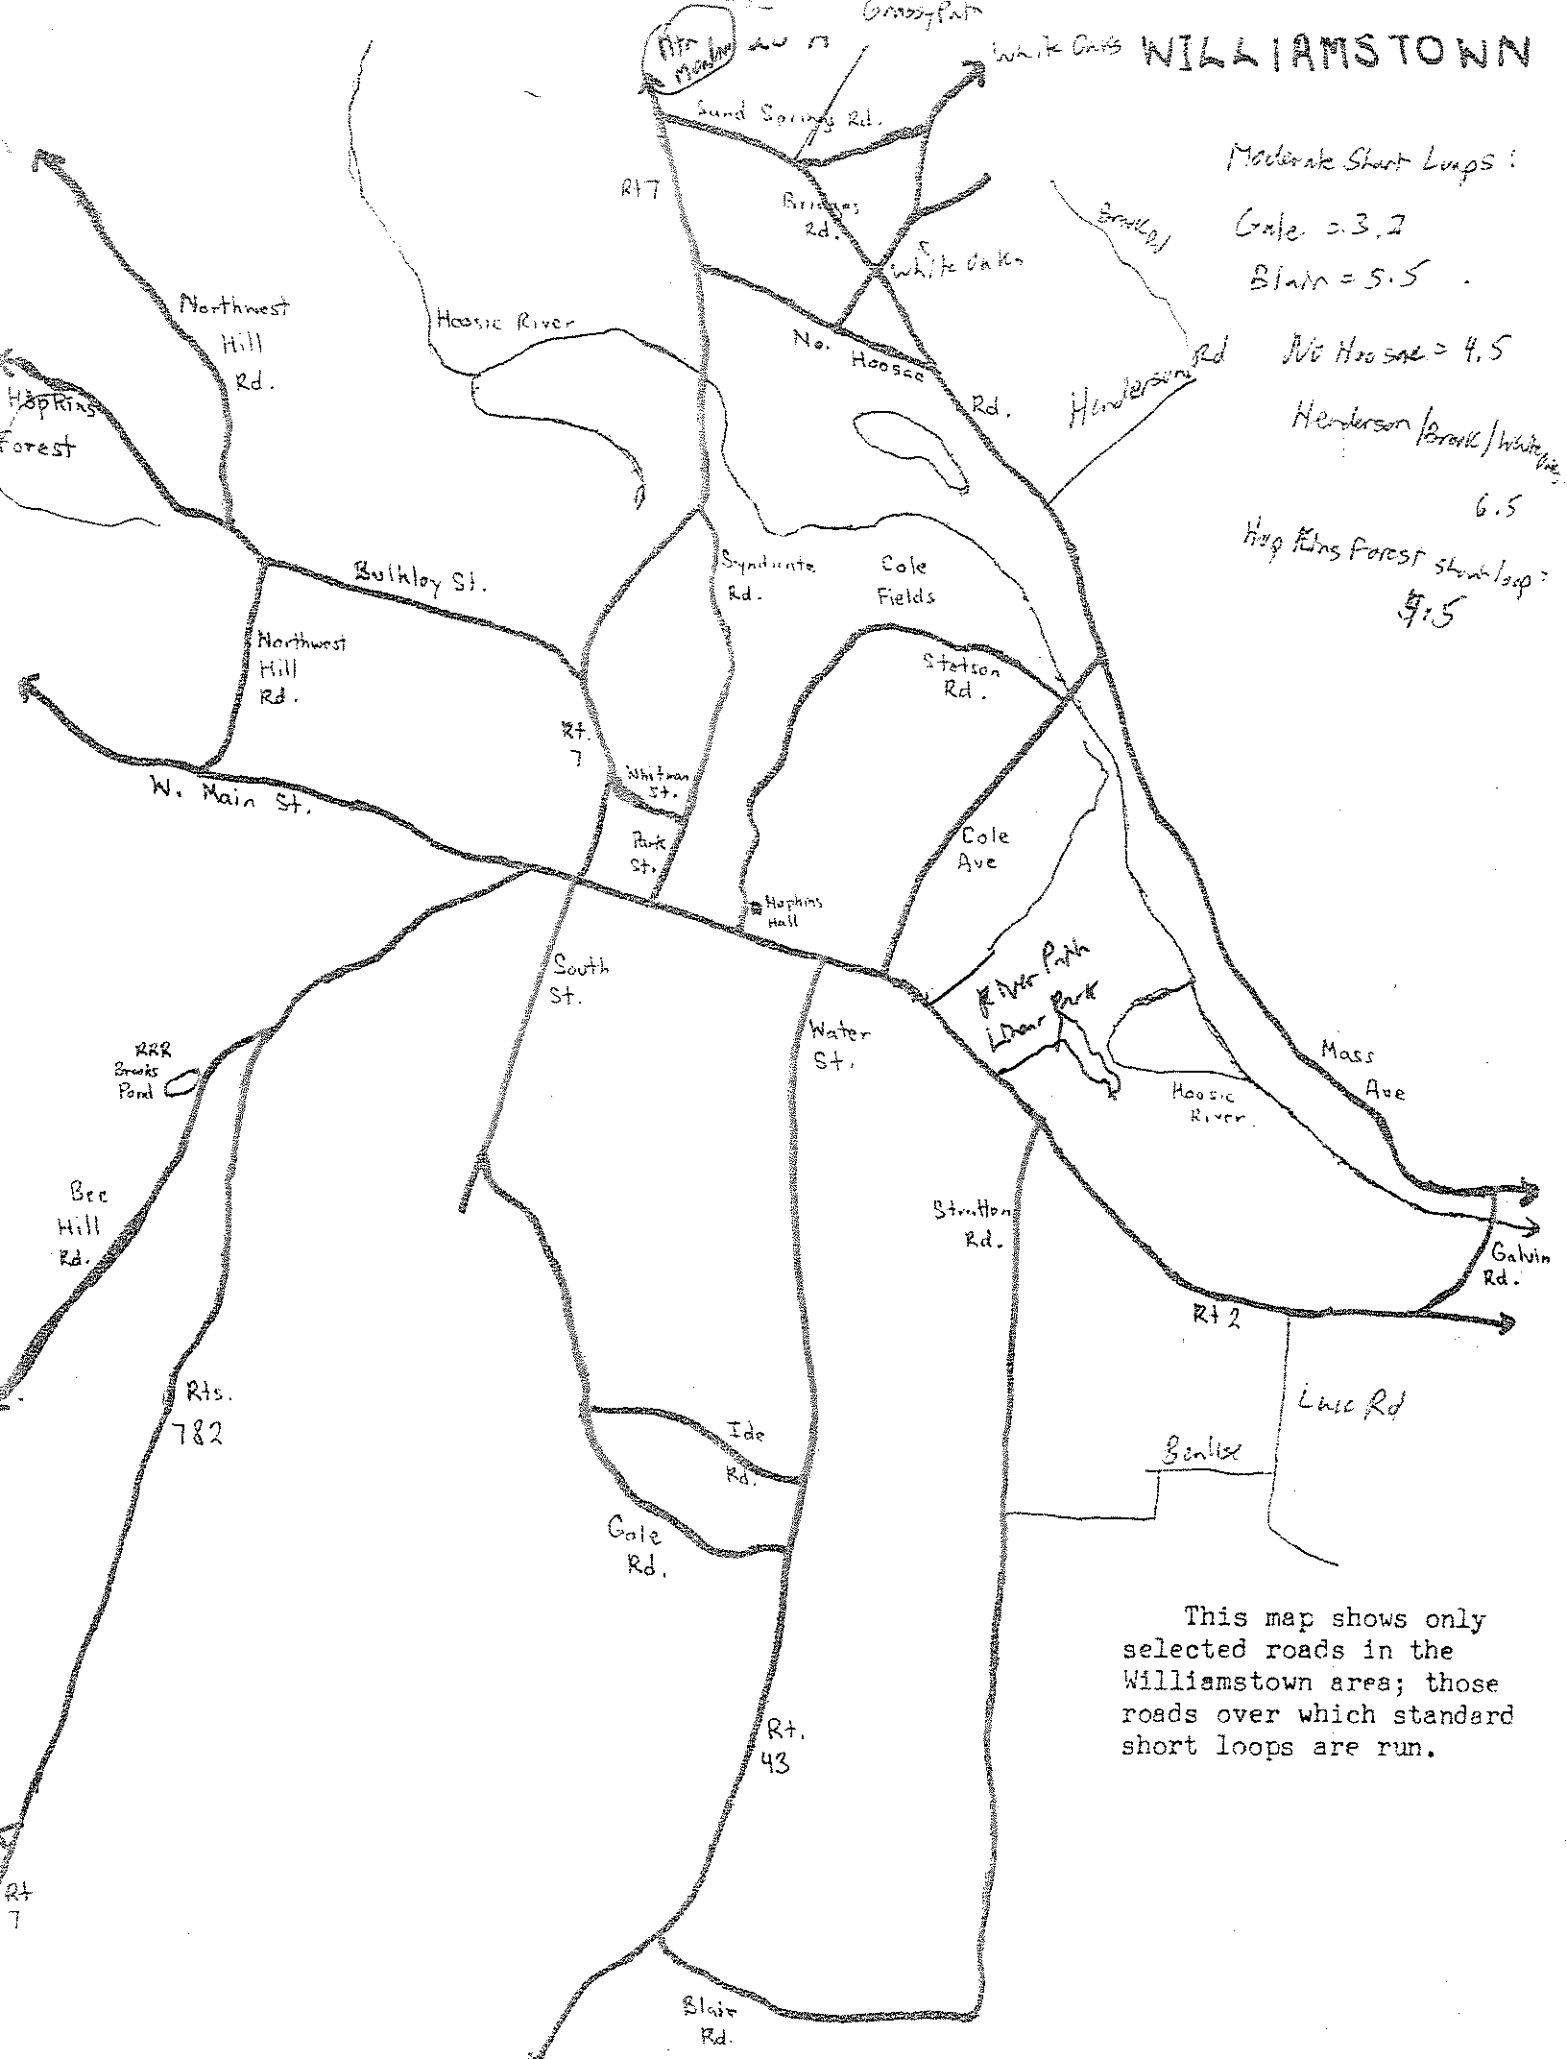 Grassy Path
White Oaks
WILLIAMSTOWN
Sand Springs Rd.
Moderate Short Loops:
Rt 7
Bridges
Rd.
Brook Rd
Gale = 3.2
White Oaks
Blair = 5.5
Northwest
Hill
Rd.
Hoosic River
No. Hoosac
Rd.
Henderson Rd
No Hoosac = 4.5
Hopkins
Forest
Henderson/Brook/White Oaks
6.5
Hopkins Forest short loop =
Bulkley St.
Syndicate
Rd.
Cole
Fields
Northwest
Hill
Rd.
Stetson
Rd.
Rt.
7
Whitman
St.
W. Main St.
Park
St.
Cole
Ave
Hopkins
Hall
South
St.
River Path
Linear Park
Water
St.
RRR
Brooks
Pond
Mass
Ave
Hoosic
River
Bee
Hill
Rd.
Stratton
Rd.
Galvin
Rd.
Rt 2
Rts.
7&2
Luce Rd
Ide
Rd.
Gale
Rd.
This map shows only
selected roads in the
Williamstown area; those
roads over which standard
short loops are run.
Rt.
43
Rt
7
Blair
Rd.